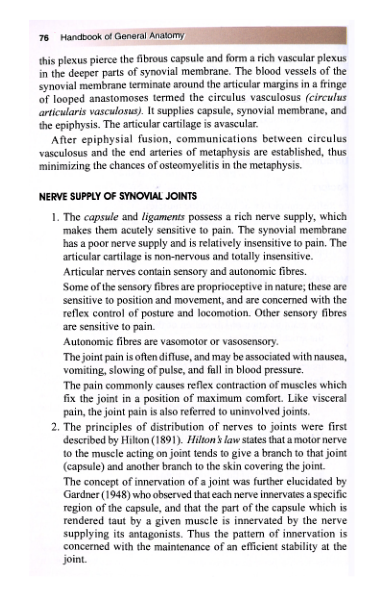 76 Handbook of General Anatomy
this plexus pierce the fibrous capsule and form a rich vascular plexus
in the deeper parts of synovial membrane. The blood vessels of the
synovial membrane terminate around the articular margins in a fringe
of looped anastomoses termed the circulus vasculosus (circulus
articularis vasculosus). It supplies capsule, synovial membrane, and
the epiphysis. The articular cartilage is avascular.
After epiphysial fusion, communications between circulus
vasculosus and the end arteries of metaphysis are established, thus
minimizing the chances of osteomyelitis in the metaphysis.
NERVE SUPPLY OF SYNOVIAL JOINTS
1. The capsule and ligaments possess a rich nerve supply, which
makes them acutely sensitive to pain. The synovial membrane
has a poor nerve supply and is relatively insensitive to pain. The
articular cartilage is non-nervous and totally insensitive.
Articular nerves contain sensory and autonomic fibres.
Some of the sensory fibres are proprioceptive in nature; these are
sensitive to position and movement, and are concerned with the
reflex control of posture and locomotion. Other sensory fibres
are sensitive to pain.
Autonomic fibres are vasomotor or vasosensory.
The joint pain is often diffuse, and may be associated with nausea,
vomiting, slowing of pulse, and fall in blood pressure.
The pain commonly causes reflex contraction of muscles which
fix the joint in a position of maximum comfort. Like visceral
pain, the joint pain is also referred to uninvolved joints.
2. The principles of distribution of nerves to joints were first
described by Hilton (1891). Hilton's law states that a motor nerve
to the muscle acting on joint tends to give a branch to that joint
(capsule) and another branch to the skin covering the joint.
The concept of innervation of a joint was further elucidated by
Gardner (1948) who observed that each nerve innervates a specific
region of the capsule, and that the part of the capsule which is
rendered taut by a given muscle is innervated by the nerve
supplying its antagonists. Thus the pattern of innervation is
concerned with the maintenance of an efficient stability at the
joint.